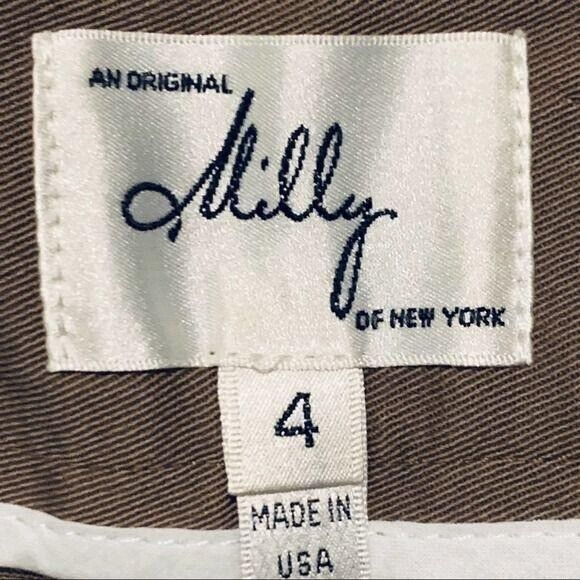 AN ORIGINAL
Milly
OF NEW YORK
4
MADE IN
USA